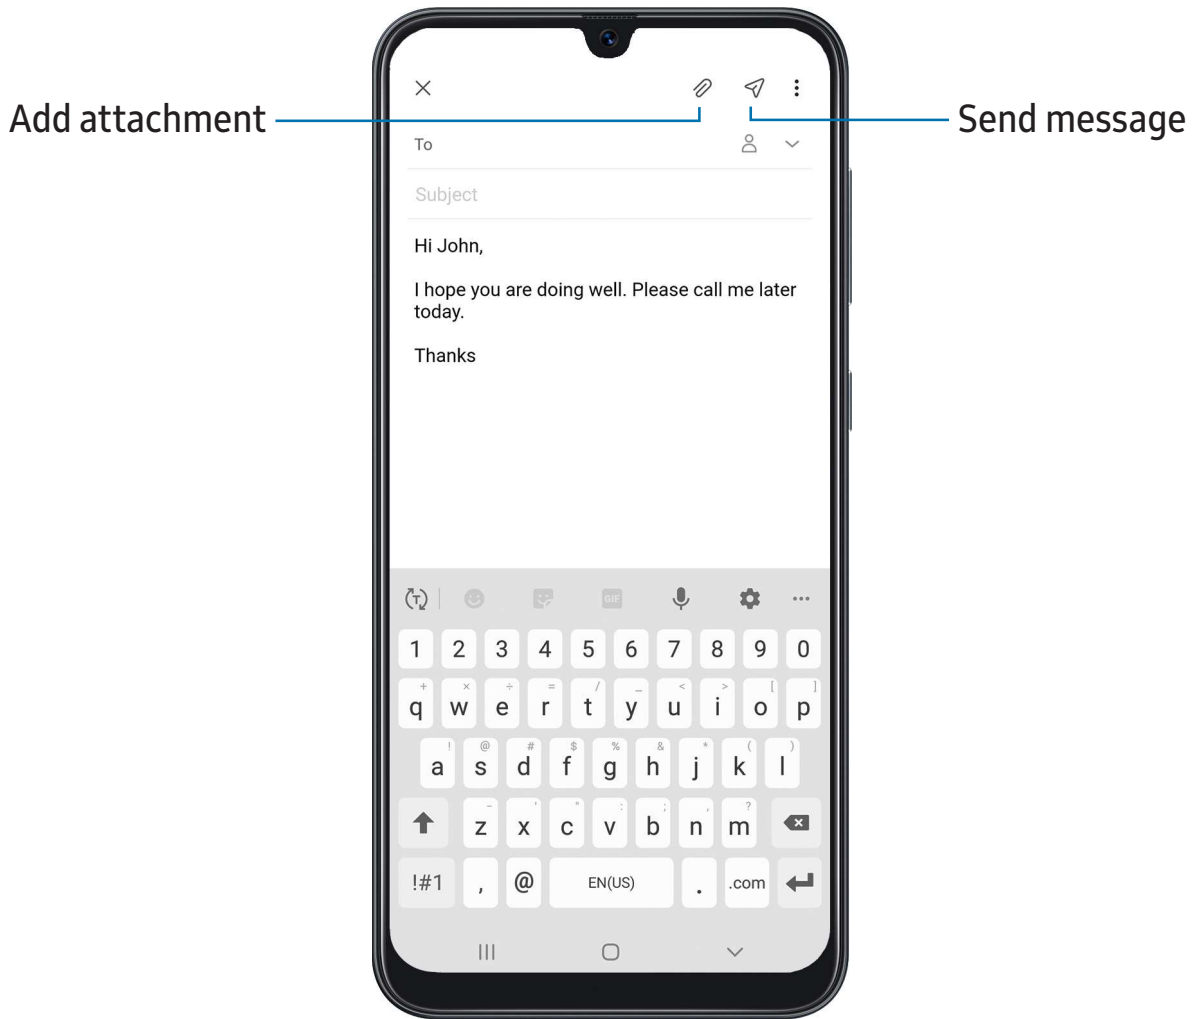 Add attachment
Send message
To
Subject
Hi John,
I hope you are doing well. Please call me later
today.
Thanks
T
GIF
1 2 3 4 5 6 7 8 9 0
+ × ÷ = / _ < > [ ]
q w e r t y u i o p
! @ # $ % & * ( )
a s d f g h j k l
- ' " : ; , ?
z x c v b n m
!#1 , @ EN(US) . .com